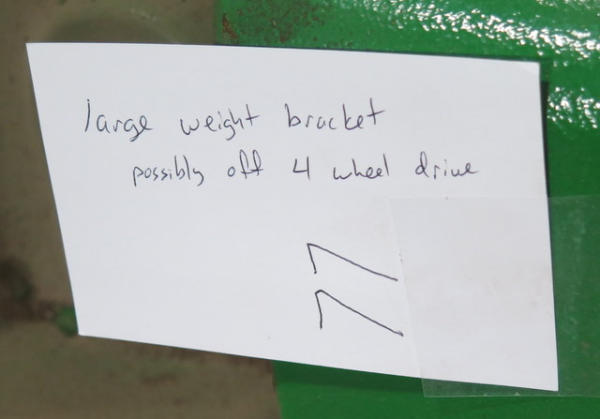 large weight bracket
possibly off 4 wheel drive
77